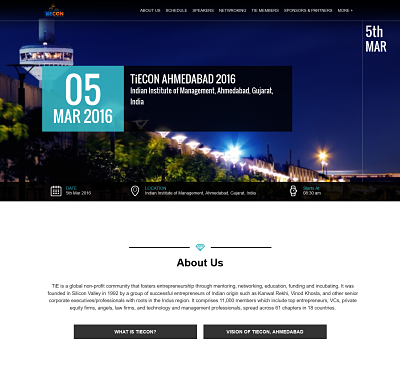 TiECON
ABOUT US SCHEDULE SPEAKERS NETWORKING TIE MEMBERS SPONSORS & PARTNERS MORE +
5th
MAR
05
MAR 2016
TiECON AHMEDABAD 2016
Indian Institute of Management, Ahmedabad, Gujarat,
India
DATE
5th Mar 2016
LOCATION
Indian Institute of Management, Ahmedabad, Gujarat, India
Starts At
08:30 am
About Us
TiE is a global non-profit community that fosters entrepreneurship through mentoring, networking, education, funding and incubating. It was
founded in Silicon Valley in 1992 by a group of successful entrepreneurs of Indian origin such as Kanwal Rekhi, Vinod Khosla, and other senior
corporate executives/professionals with roots in the Indus region. It comprises 11,000 members which include top entrepreneurs, VCs, private
equity firms, angels, law firms, and technology and management professionals, spread across 61 chapters in 18 countries.
WHAT IS TIECON?
VISION OF TIECON, AHMEDABAD